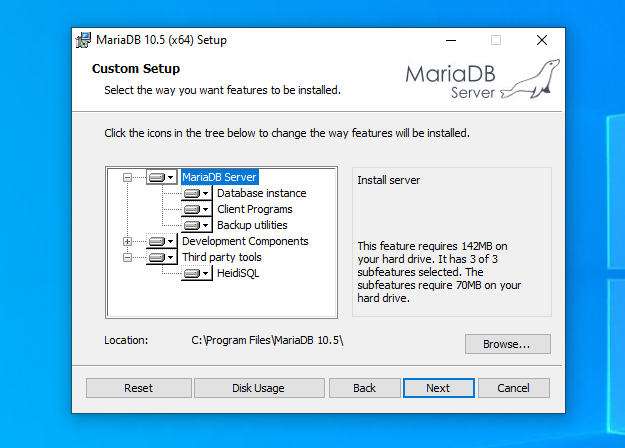 MariaDB 10.5 (x64) Setup
Custom Setup
Select the way you want features to be installed.
MariaDB
Server
Click the icons in the tree below to change the way features will be installed.
MariaDB Server
Database instance
Client Programs
Backup utilities
Development Components
Third party tools
HeidiSQL
Install server
This feature requires 142MB on
your hard drive. It has 3 of 3
subfeatures selected. The
subfeatures require 70MB on your
hard drive.
Location: C:\Program Files\MariaDB 10.5\
Browse...
Reset Disk Usage Back Next Cancel